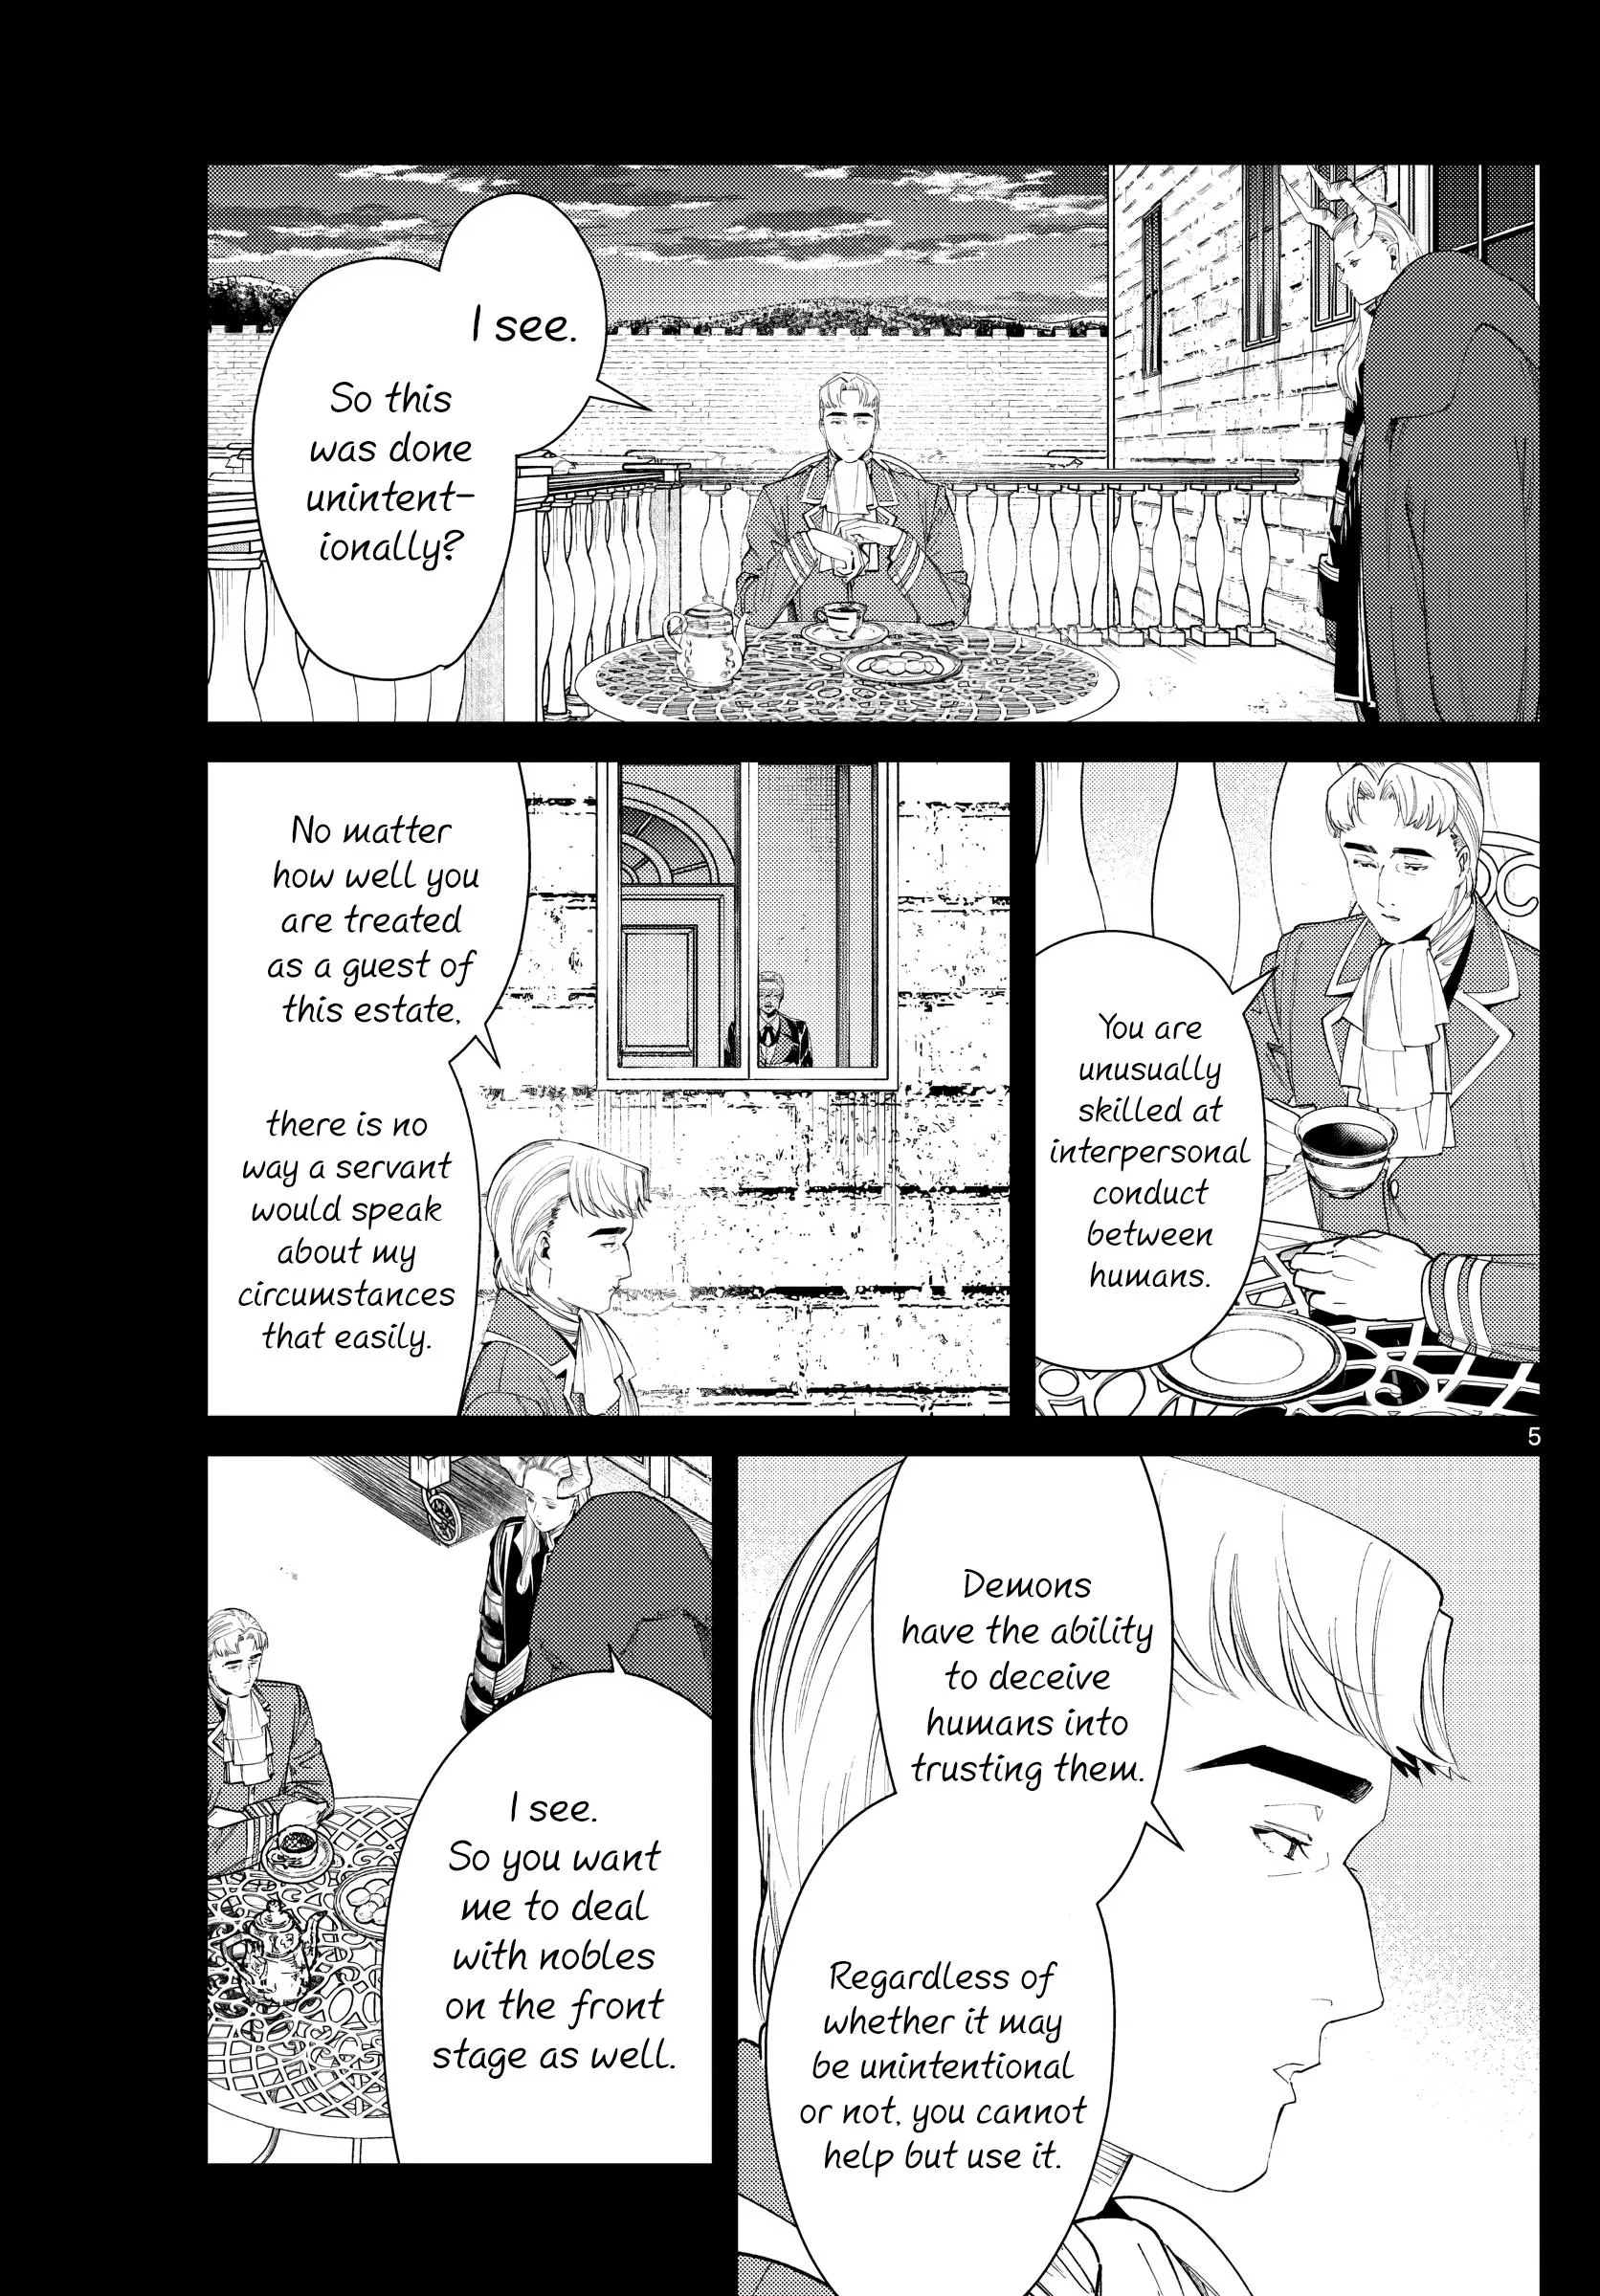 I see.
So this
was done
unintent-
ionally?
You are
unusually
skilled at
interpersonal
conduct
between
humans.
No matter
how well you
are treated
as a guest of
this estate,
there is no
way a servant
would speak
about my
circumstances
that easily.
5
Demons
have the ability
to deceive
humans into
trusting them.
Regardless of
whether it may
be unintentional
or not, you cannot
help but use it.
I see.
So you want
me to deal
with nobles
on the front
stage as well.